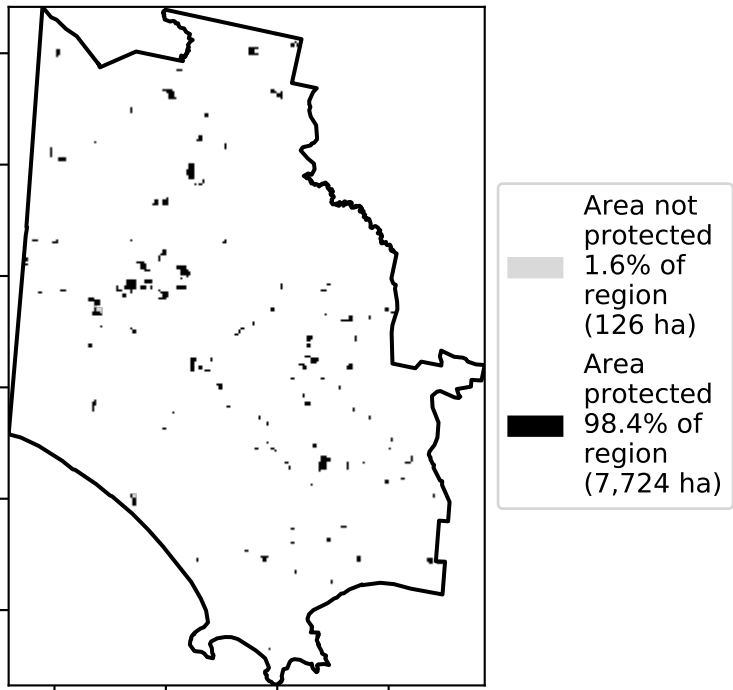 Area not
protected
1.6% of
region
(126 ha)
Area
protected
98.4% of
region
(7,724 ha)